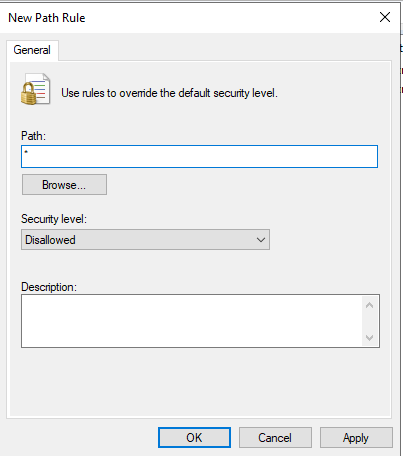 New Path Rule
General
Use rules to override the default security level.
Path:
*
Browse...
Security level:
Disallowed
Description:
OK
Cancel
Apply